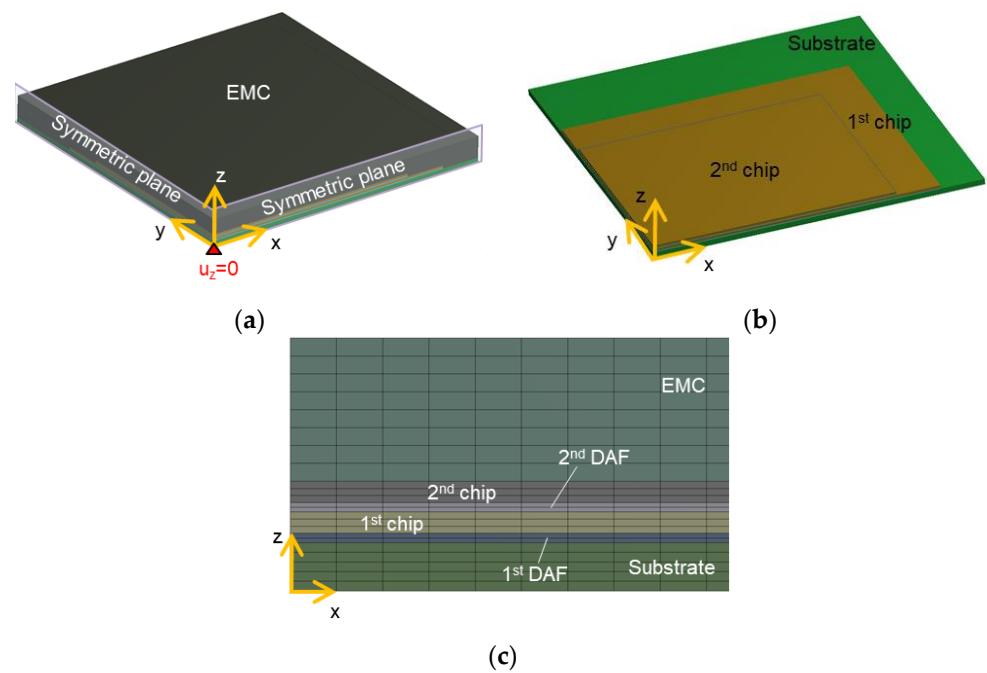 EMC
Symmetric plane
Symmetric plane
z
y
x
u_z=0
(a)
Substrate
1st chip
2nd chip
z
y
x
(b)
EMC
2nd DAF
2nd chip
1st chip
z
1st DAF
Substrate
x
(c)